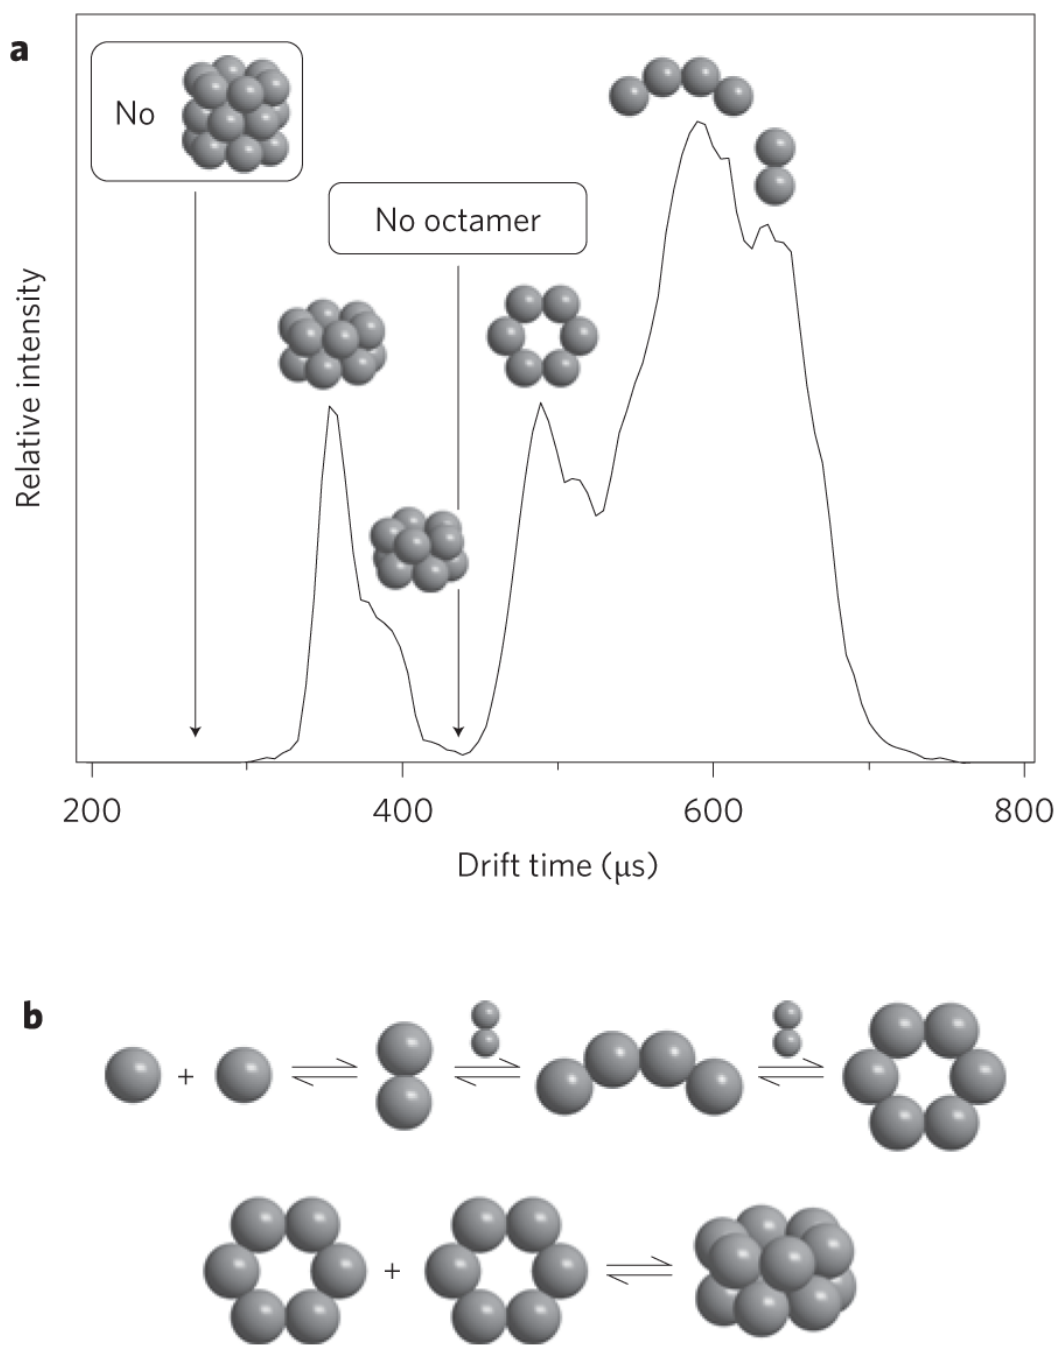 a
No
No octamer
Relative intensity
200 400 600 800
Drift time (μs)
b
+
+